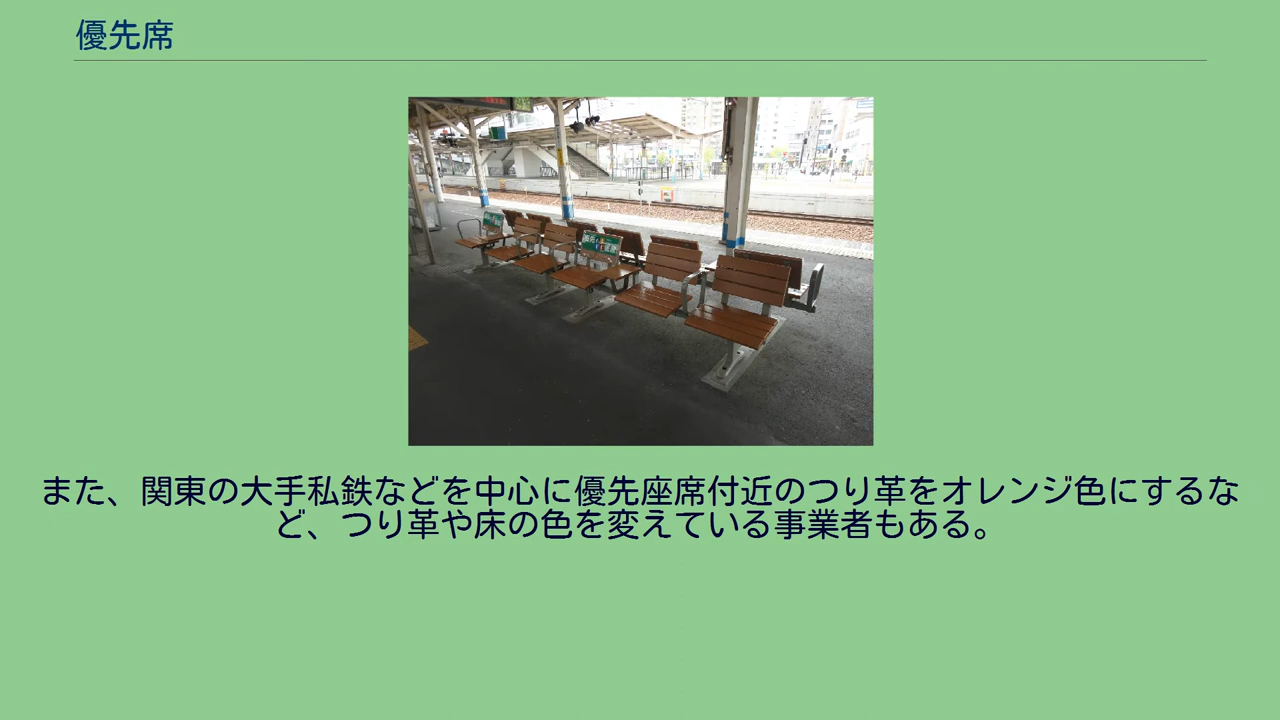 優先席
また、関東の大手私鉄などを中心に優先座席付近のつり革をオレンジ色にするな
ど、つり革や床の色を変えている事業者もある。